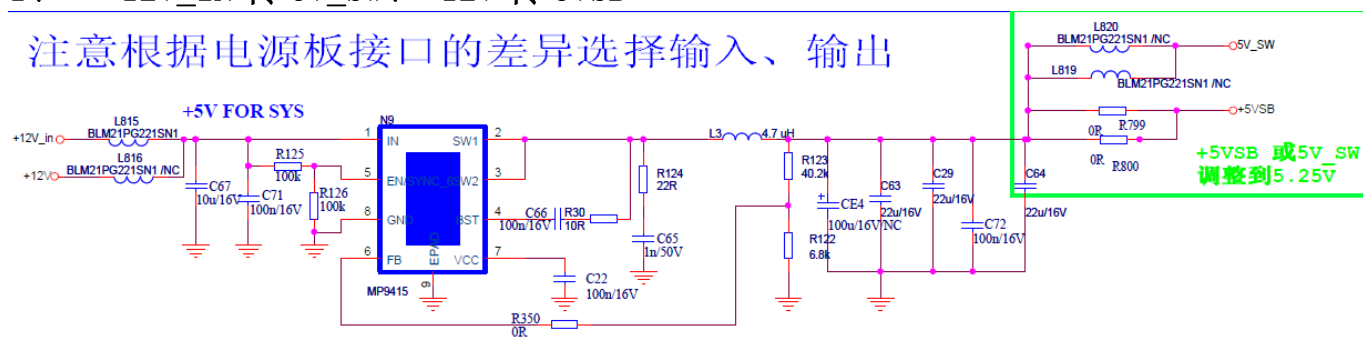 注意根据电源板接口的差异选择输入、输出
L820
BLM21PG221SN1 /NC
5V_SW
L819
BLM21PG221SN1 /NC
+5VSB
0R
R799
0R
R800
+5VSB 或5V_SW
调整到5.25V
+5V FOR SYS
L815
BLM21PG221SN1
+12V_in
L816
+12V
BLM21PG221SN1 /NC
C67
10u/16V
C71
100n/16V
R125
100k
R126
100k
N9
1
IN
SW1
2
5
EN/SYNC_6SW2
3
8
GND
BST
4
6
FB
VCC
7
EPAD
9
MP9415
C66
100n/16V
R30
10R
R124
22R
C65
1n/50V
C22
100n/16V
R350
0R
L3
4.7 uH
R123
40.2k
R122
6.8k
+
CE4
100u/16V/NC
C63
22u/16V
C29
22u/16V
C72
100n/16V
C64
22u/16V